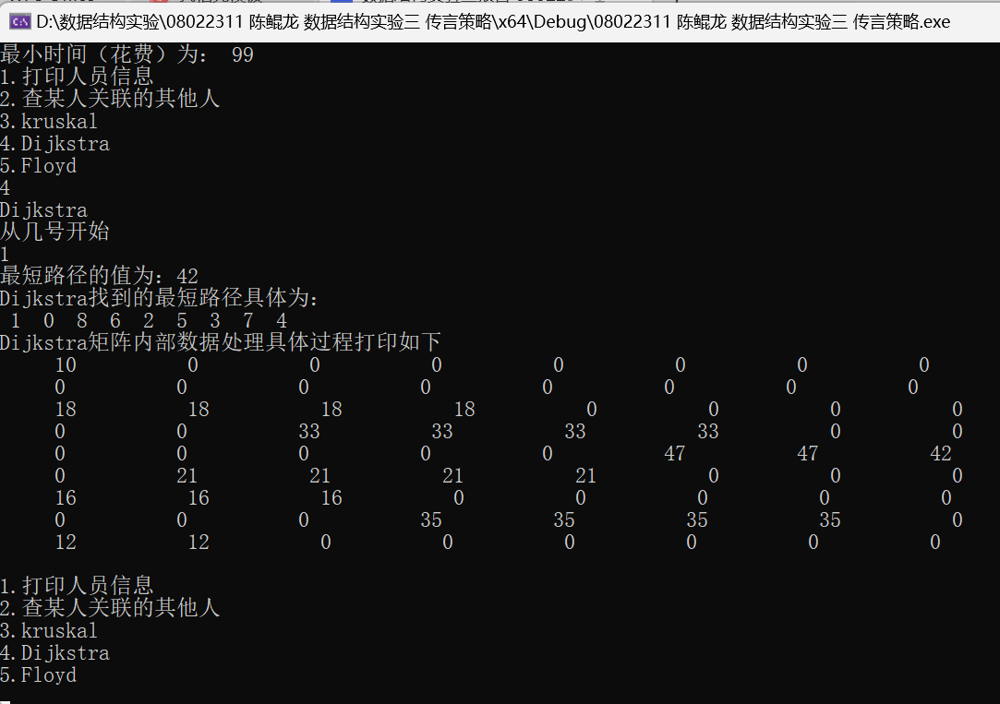 D:\数据结构实验\08022311 陈鲲龙 数据结构实验三 传言策略\x64\Debug\08022311 陈鲲龙 数据结构实验三 传言策略.exe
最小时间（花费）为： 99
1.打印人员信息
2.查某人关联的其他人
3.kruskal
4.Dijkstra
5.Floyd
4
Dijkstra
从几号开始
1
最短路径的值为：42
Dijkstra找到的最短路径具体为：
1 0 8 6 2 5 3 7 4
Dijkstra矩阵内部数据处理具体过程打印如下
10 0 0 0 0 0 0 0
0 0 0 0 0 0 0 0
18 18 18 18 0 0 0 0
0 0 33 33 33 33 0 0
0 0 0 0 0 47 47 42
0 21 21 21 21 0 0 0
16 16 16 0 0 0 0 0
0 0 0 35 35 35 35 0
12 12 0 0 0 0 0 0
1.打印人员信息
2.查某人关联的其他人
3.kruskal
4.Dijkstra
5.Floyd